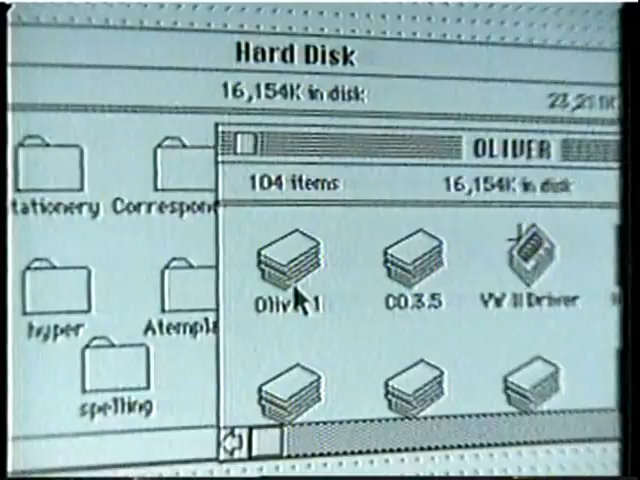 Hard Disk
16,154K in disk
OLIVER
104 items
16,154K in disk
tationery
Correspon
CO.3.5
VW II Driver
hyper
Atempla
spelling